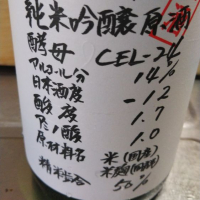 純米吟醸原酒
酵母 CEL-24
アルコール分 14%
日本酒度 -12
酸度 1.7
アミノ酸 1.0
原材料名 米(国産)
米麹(国産米)
精米歩合 50%